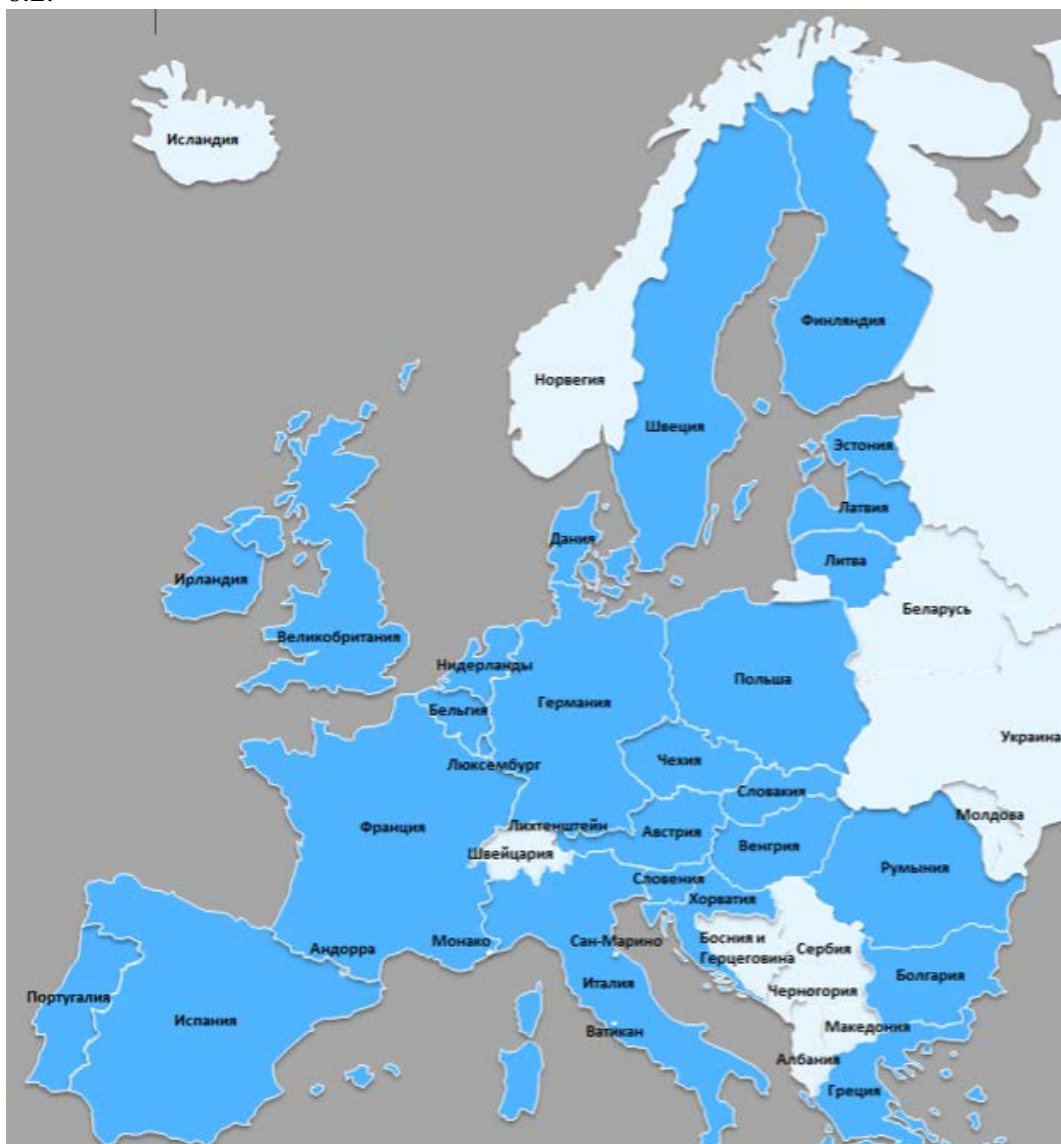 Исландия
Финляндия
Норвегия
Швеция
Эстония
Латвия
Дания
Литва
Ирландия
Беларусь
Великобритания
Нидерланды
Польша
Германия
Бельгия
Украина
Чехия
Люксембург
Словакия
Молдова
Франция
Лихтенштейн
Австрия
Венгрия
Швейцария
Румыния
Словения
Хорватия
Андорра
Монако
Сан-Марино
Босния и
Герцеговина
Сербия
Болгария
Португалия
Испания
Италия
Черногория
Ватикан
Македония
Албания
Греция